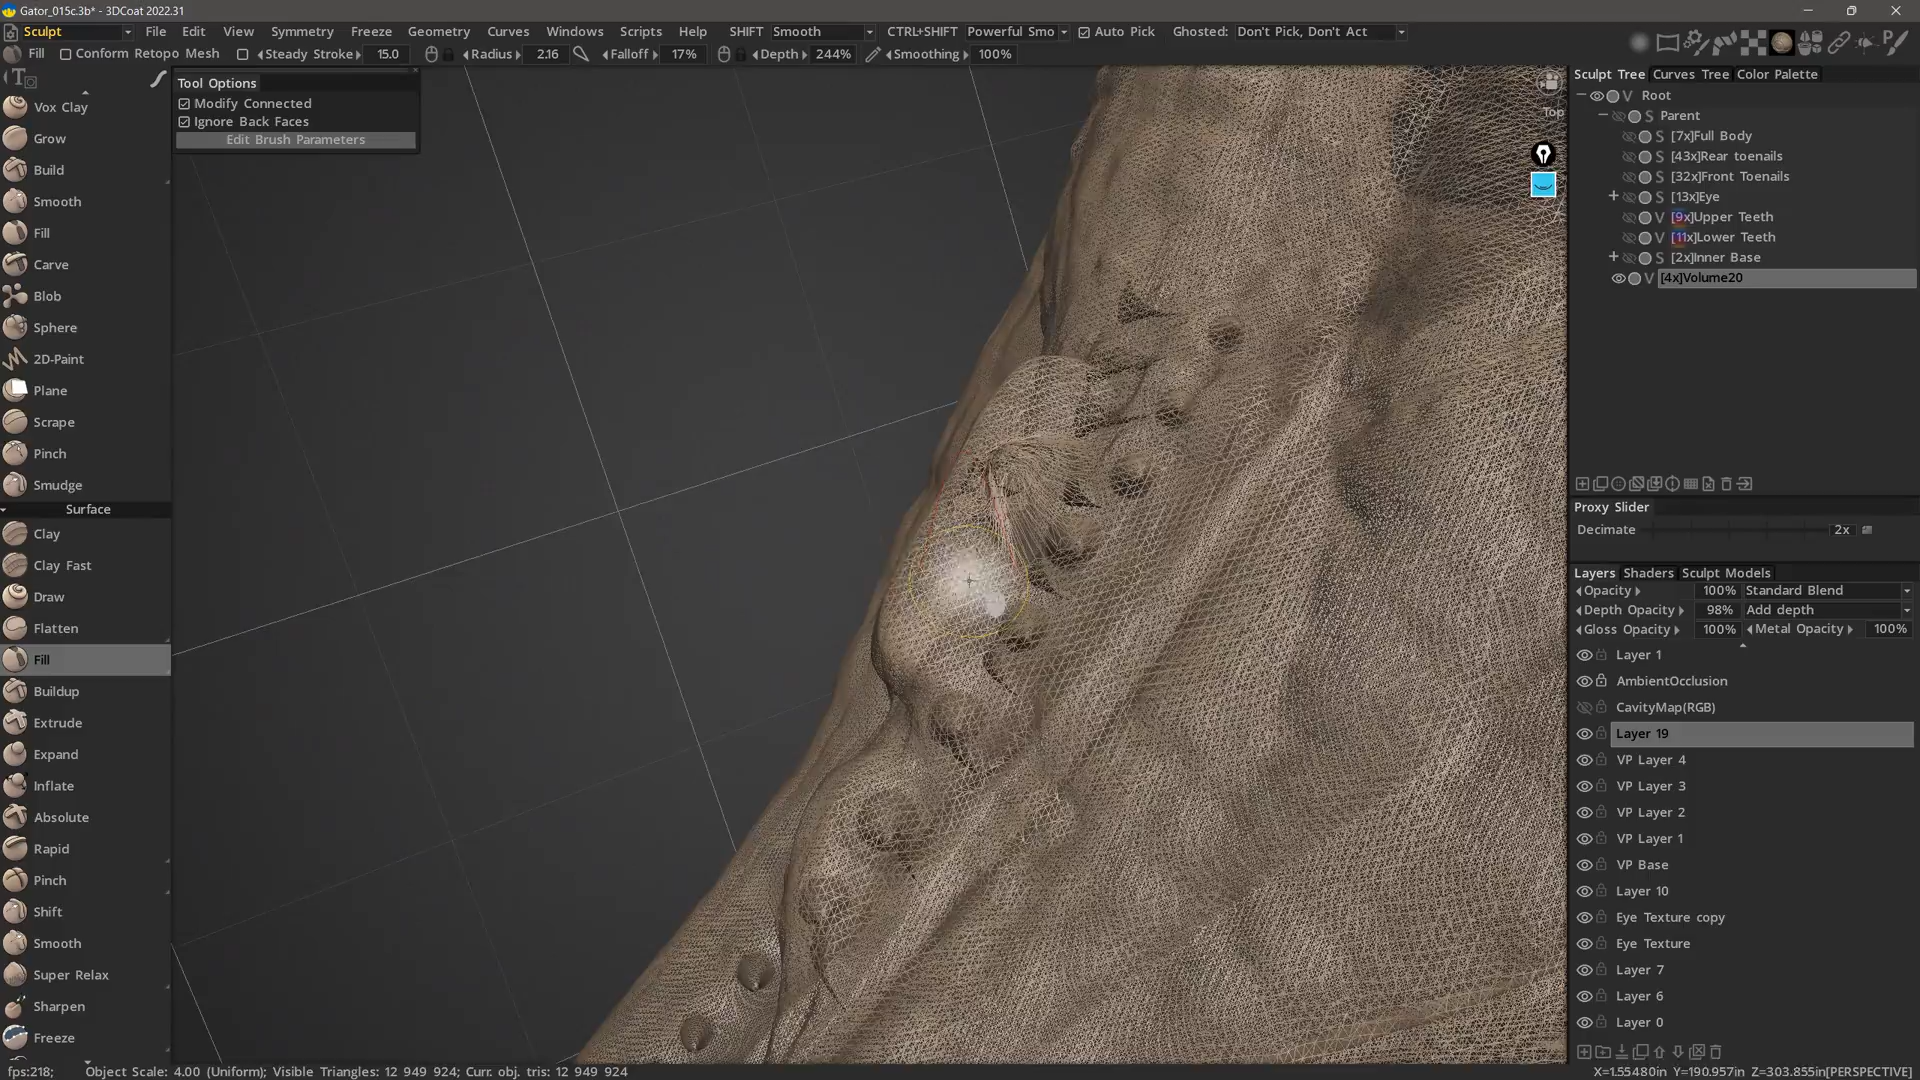 Gator_015c.3b* - 3DCoat 2022.31
Sculpt File Edit View Symmetry Freeze Geometry Curves Windows Scripts Help SHIFT Smooth CTRL+SHIFT Powerful Smo Auto Pick Ghosted: Don't Pick, Don't Act
Fill Conform Retopo Mesh Steady Stroke 15.0 Radius 2.16 Falloff 17% Depth 244% Smoothing 100%
Tool Options
Modify Connected
Ignore Back Faces
Edit Brush Parameters
Vox Clay
Grow
Build
Smooth
Fill
Carve
Blob
Sphere
2D-Paint
Plane
Scrape
Pinch
Smudge
Surface
Clay
Clay Fast
Draw
Flatten
Fill
Buildup
Extrude
Expand
Inflate
Absolute
Rapid
Pinch
Shift
Smooth
Super Relax
Sharpen
Freeze
Top
Sculpt Tree Curves Tree Color Palette
V Root
S Parent
S [7x]Full Body
S [43x]Rear toenails
S [32x]Front Toenails
S [13x]Eye
V [9x]Upper Teeth
V [11x]Lower Teeth
S [2x]Inner Base
V [4x]Volume20
Proxy Slider
Decimate 2x
Layers Shaders Sculpt Models
Opacity 100% Standard Blend
Depth Opacity 98% Add depth
Gloss Opacity 100% Metal Opacity 100%
Layer 1
AmbientOcclusion
CavityMap(RGB)
Layer 19
VP Layer 4
VP Layer 3
VP Layer 2
VP Layer 1
VP Base
Layer 10
Eye Texture copy
Eye Texture
Layer 7
Layer 6
Layer 0
fps:218; Object Scale: 4.00 (Uniform); Visible Triangles: 12 949 924; Curr. obj. tris: 12 949 924
X=1.55480in Y=190.957in Z=303.855in[PERSPECTIVE]